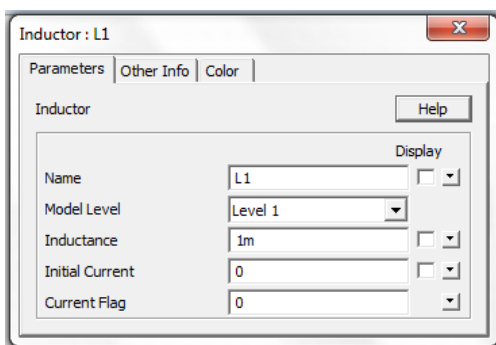 Inductor : L1
Parameters Other Info Color
Inductor Help
Display
Name L1
Model Level Level 1
Inductance 1m
Initial Current 0
Current Flag 0